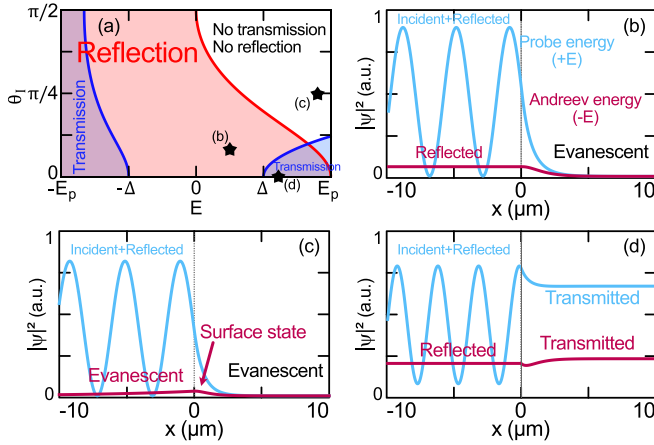 (a)
No transmission
No reflection
Reflection
Transmission
Transmission
(b)
(c)
(d)
π/2
θI π/4
0
-Ep
-Δ
0
Δ
Ep
E
(b)
Incident+Reflected
Probe energy
(+E)
Andreev energy
(-E)
Reflected
Evanescent
|ψ|² (a.u.)
1
0
-10
0
10
x (μm)
(c)
Incident+Reflected
Surface state
Evanescent
Evanescent
|ψ|² (a.u.)
1
0
-10
0
10
x (μm)
(d)
Incident+Reflected
Transmitted
Reflected
Transmitted
|ψ|² (a.u.)
1
0
-10
0
10
x (μm)